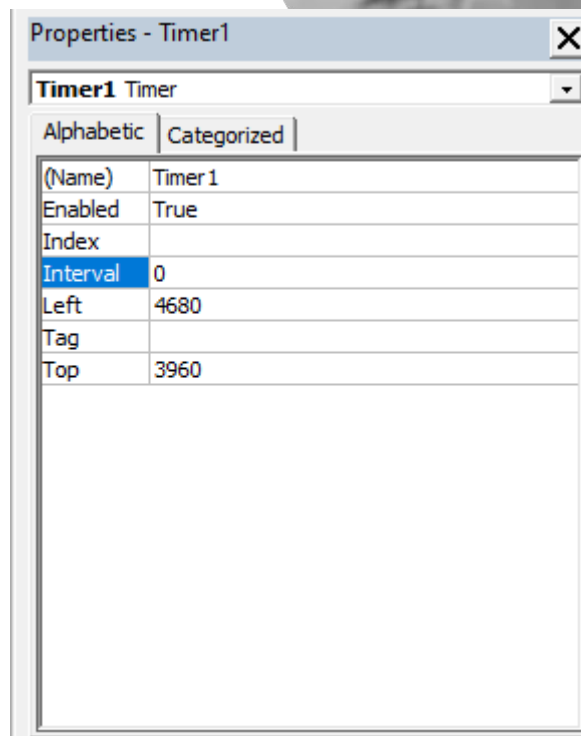 Properties - Timer1
Timer1 Timer
Alphabetic Categorized
(Name) Timer1
Enabled True
Index
Interval 0
Left 4680
Tag
Top 3960